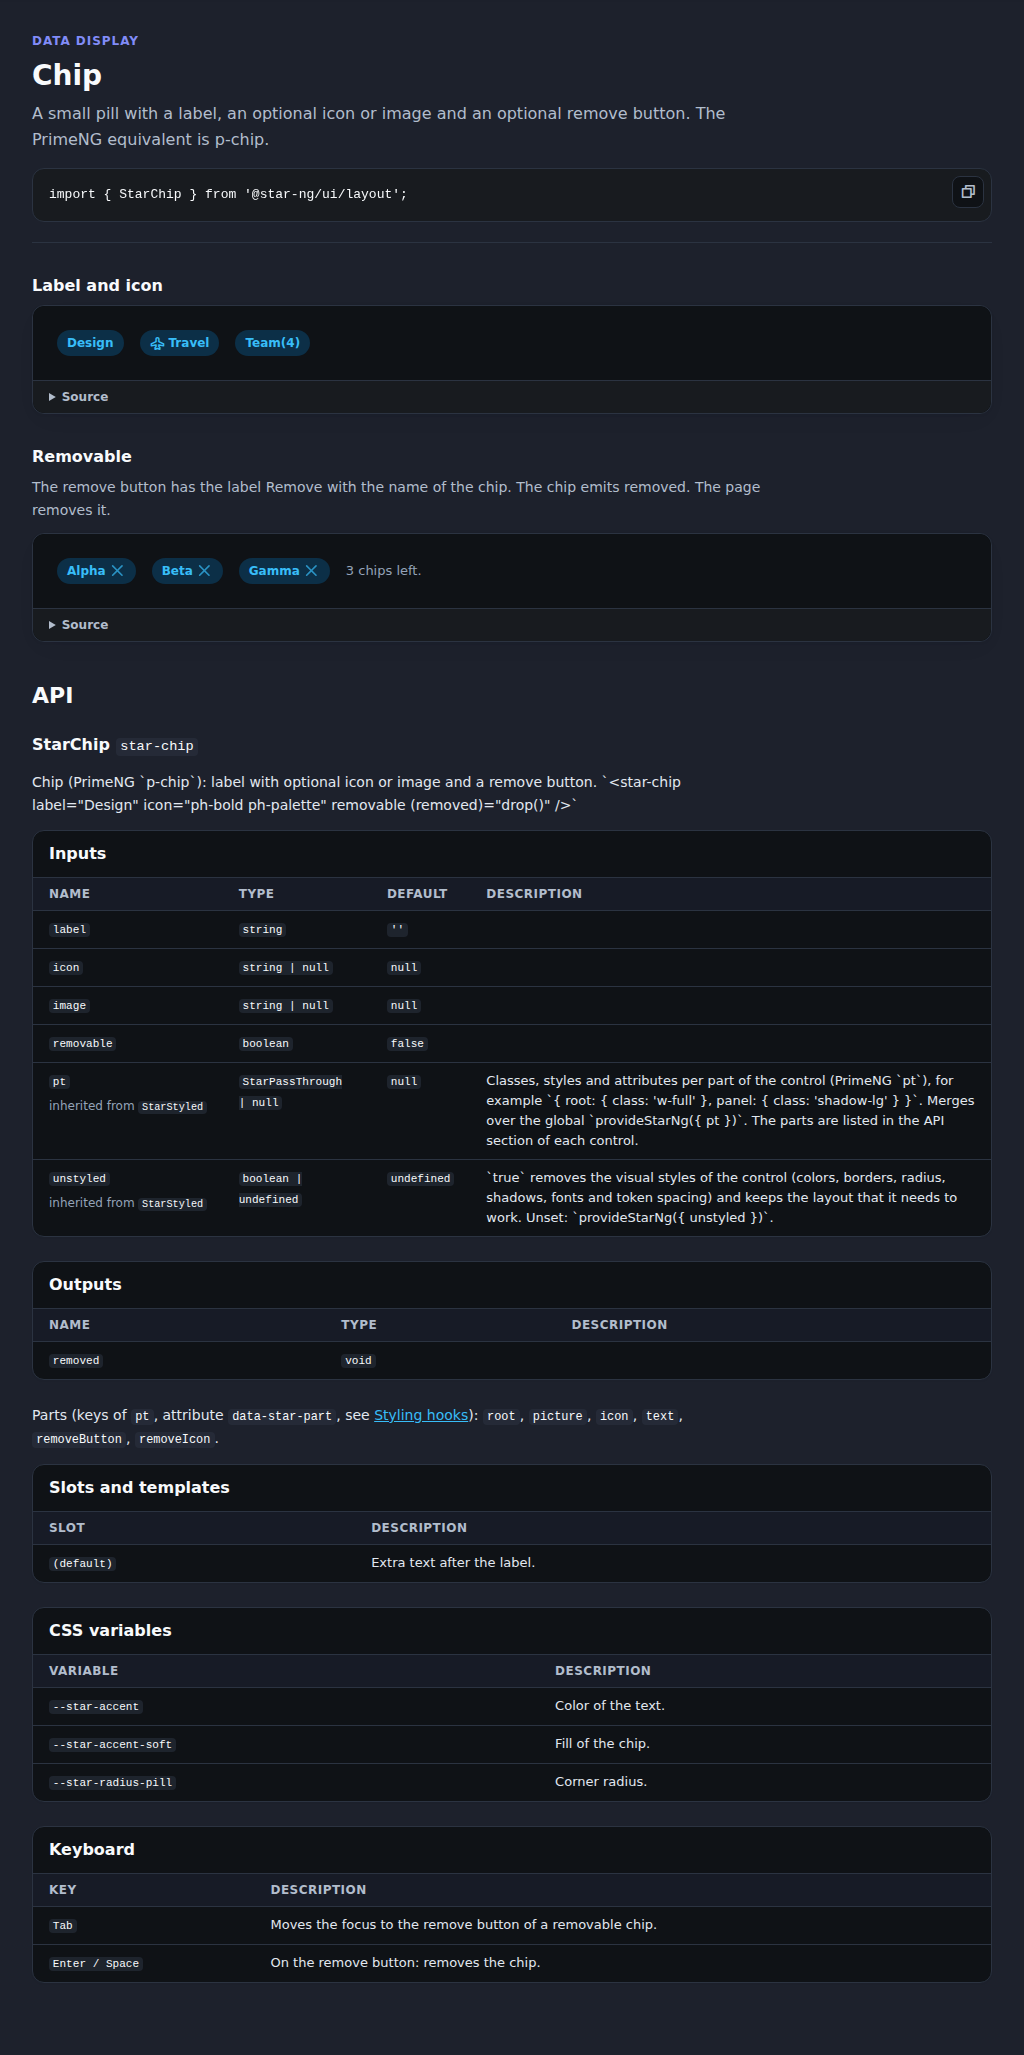 DATA DISPLAY
Chip
A small pill with a label, an optional icon or image and an optional remove button. The
PrimeNG equivalent is p-chip.
import { StarChip } from '@star-ng/ui/layout';
Label and icon
Design Travel Team(4)
Source
Removable
The remove button has the label Remove with the name of the chip. The chip emits removed. The page
removes it.
Alpha Beta Gamma 3 chips left.
Source
API
StarChip star-chip
Chip (PrimeNG `p-chip`): label with optional icon or image and a remove button. `<star-chip
label="Design" icon="ph-bold ph-palette" removable (removed)="drop()" />`
Inputs
NAME TYPE DEFAULT DESCRIPTION
label string ''
icon string | null null
image string | null null
removable boolean false
pt StarPassThrough null Classes, styles and attributes per part of the control (PrimeNG `pt`), for
inherited from StarStyled | null example `{ root: { class: 'w-full' }, panel: { class: 'shadow-lg' } }`. Merges
over the global `provideStarNg({ pt })`. The parts are listed in the API
section of each control.
unstyled boolean | undefined `true` removes the visual styles of the control (colors, borders, radius,
inherited from StarStyled undefined shadows, fonts and token spacing) and keeps the layout that it needs to
work. Unset: `provideStarNg({ unstyled })`.
Outputs
NAME TYPE DESCRIPTION
removed void
Parts (keys of pt, attribute data-star-part, see Styling hooks): root, picture, icon, text,
removeButton, removeIcon.
Slots and templates
SLOT DESCRIPTION
(default) Extra text after the label.
CSS variables
VARIABLE DESCRIPTION
--star-accent Color of the text.
--star-accent-soft Fill of the chip.
--star-radius-pill Corner radius.
Keyboard
KEY DESCRIPTION
Tab Moves the focus to the remove button of a removable chip.
Enter / Space On the remove button: removes the chip.